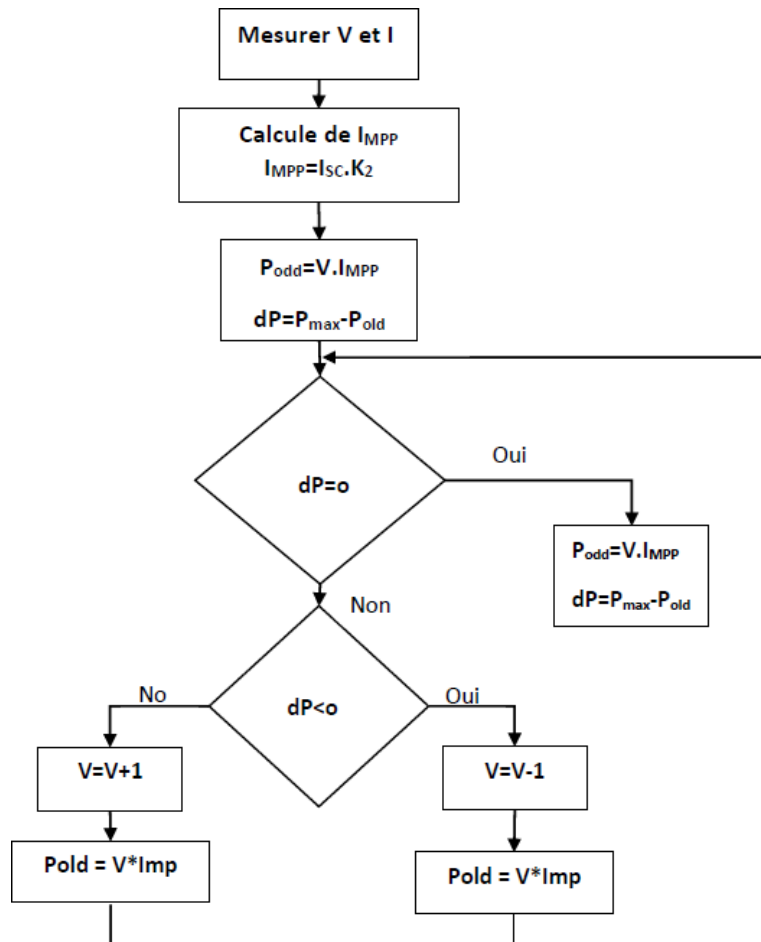 Mesurer V et I
Calcule de IMPP
IMPP=ISC.K2
Podd=V.IMPP
dP=Pmax-Pold
dP=o
Oui
Podd=V.IMPP
dP=Pmax-Pold
Non
dP<o
No
Oui
V=V+1
V=V-1
Pold = V*Imp
Pold = V*Imp